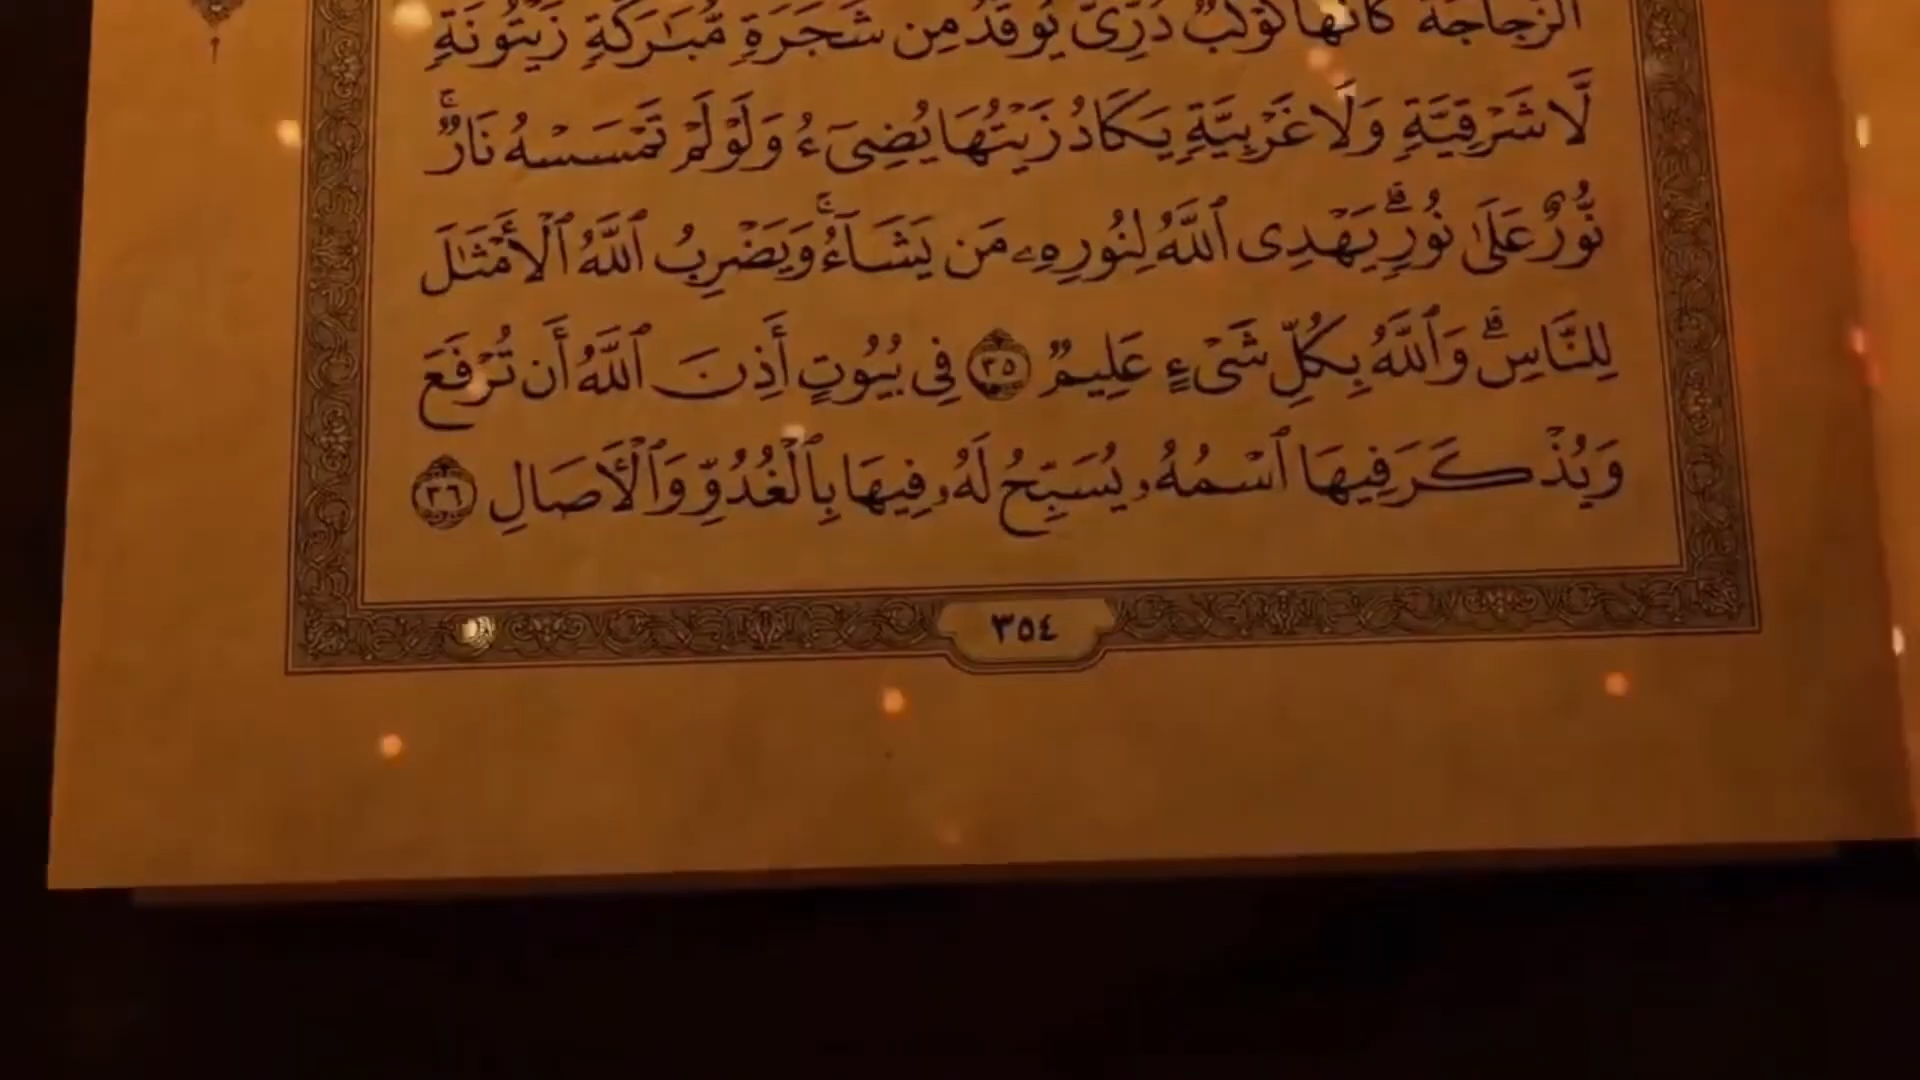 ٱلزُّجَاجَةُ كَأَنَّهَا كَوْكَبٌ دُرِّىٌّ يُوقَدُ مِن شَجَرَةٍ مُّبَـٰرَكَةٍ زَيْتُونَةٍ
لَّا شَرْقِيَّةٍ وَلَا غَرْبِيَّةٍ يَكَادُ زَيْتُهَا يُضِىٓءُ وَلَوْ لَمْ تَمْسَسْهُ نَارٌ ۚ
نُّورٌ عَلَىٰ نُورٍ ۗ يَهْدِى ٱللَّهُ لِنُورِهِۦ مَن يَشَآءُ ۚ وَيَضْرِبُ ٱللَّهُ ٱلْأَمْثَـٰلَ
لِلنَّاسِ ۗ وَٱللَّهُ بِكُلِّ شَىْءٍ عَلِيمٌ ٣٥ فِى بُيُوتٍ أَذِنَ ٱللَّهُ أَن تُرْفَعَ
وَيُذْكَرَ فِيهَا ٱسْمُهُۥ يُسَبِّحُ لَهُۥ فِيهَا بِٱلْغُدُوِّ وَٱلْـَٔاصَالِ ٣٦
٣٥٤